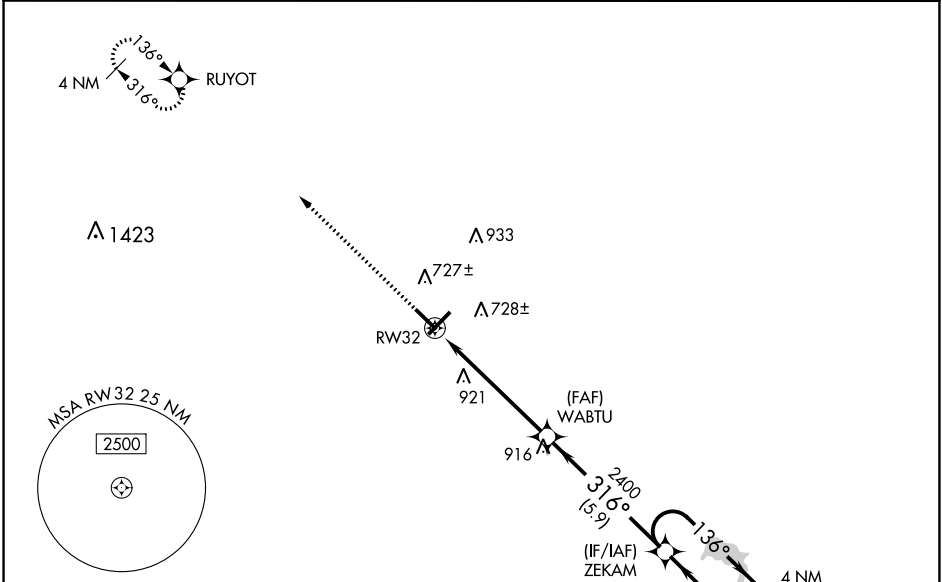 136°
4 NM
316°
RUYOT
1423
933
727±
728±
RW32
921
MSA RW32 25 NM
2500
(FAF)
WABTU
916
2400
316°
(5.9)
136°
(IF/IAF)
ZEKAM
4 NM